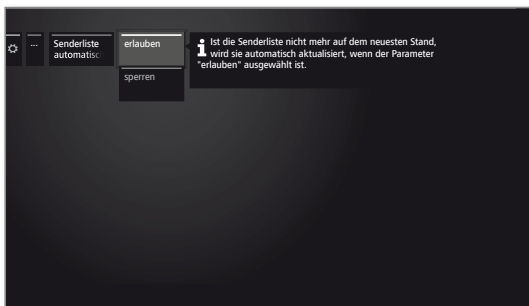 ...
Senderliste
automatisc
erlauben
sperren
Ist die Senderliste nicht mehr auf dem neuesten Stand,
wird sie automatisch aktualisiert, wenn der Parameter
"erlauben" ausgewählt ist.